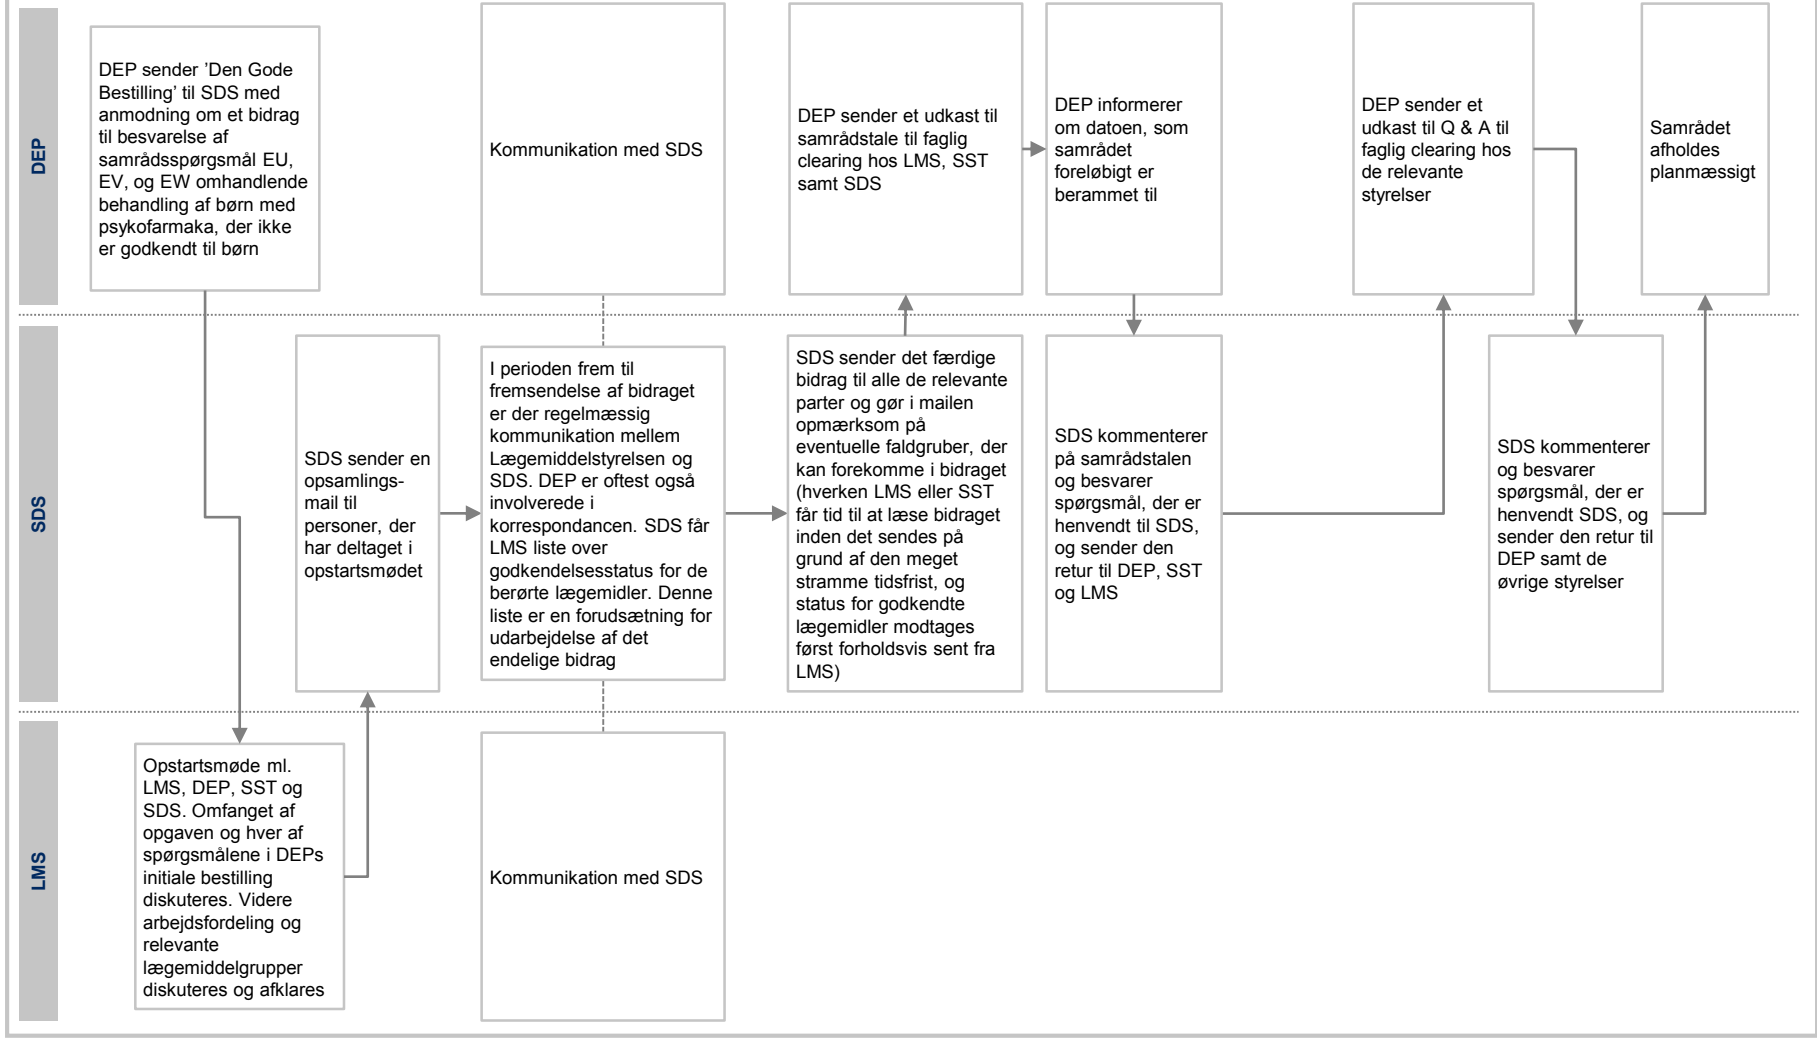 DEP
DEP sender ’Den Gode
Bestilling’ til SDS med
anmodning om et bidrag
til besvarelse af
samrådsspørgsmål EU,
EV, og EW omhandlende
behandling af børn med
psykofarmaka, der ikke
er godkendt til børn
Kommunikation med SDS
DEP sender et udkast til
samrådstale til faglig
clearing hos LMS, SST
samt SDS
DEP informerer
om datoen, som
samrådet
foreløbigt er
berammet til
DEP sender et
udkast til Q & A til
faglig clearing hos
de relevante
styrelser
Samrådet
afholdes
planmæssigt
SDS
SDS sender en
opsamlings-
mail til
personer, der
har deltaget i
opstartsmødet
I perioden frem til
fremsendelse af bidraget
er der regelmæssig
kommunikation mellem
Lægemiddelstyrelsen og
SDS. DEP er oftest også
involverede i
korrespondancen. SDS får
LMS liste over
godkendelsesstatus for de
berørte lægemidler. Denne
liste er en forudsætning for
udarbejdelse af det
endelige bidrag
SDS sender det færdige
bidrag til alle de relevante
parter og gør i mailen
opmærksom på
eventuelle faldgruber, der
kan forekomme i bidraget
(hverken LMS eller SST
får tid til at læse bidraget
inden det sendes på
grund af den meget
stramme tidsfrist, og
status for godkendte
lægemidler modtages
først forholdsvis sent fra
LMS)
SDS kommenterer
på samrådstalen
og besvarer
spørgsmål, der er
henvendt til SDS,
og sender den
retur til DEP, SST
og LMS
SDS kommenterer
og besvarer
spørgsmål, der er
henvendt SDS, og
sender den retur til
DEP samt de
øvrige styrelser
LMS
Opstartsmøde ml.
LMS, DEP, SST og
SDS. Omfanget af
opgaven og hver af
spørgsmålene i DEPs
initiale bestilling
diskuteres. Videre
arbejdsfordeling og
relevante
lægemiddelgrupper
diskuteres og afklares
Kommunikation med SDS